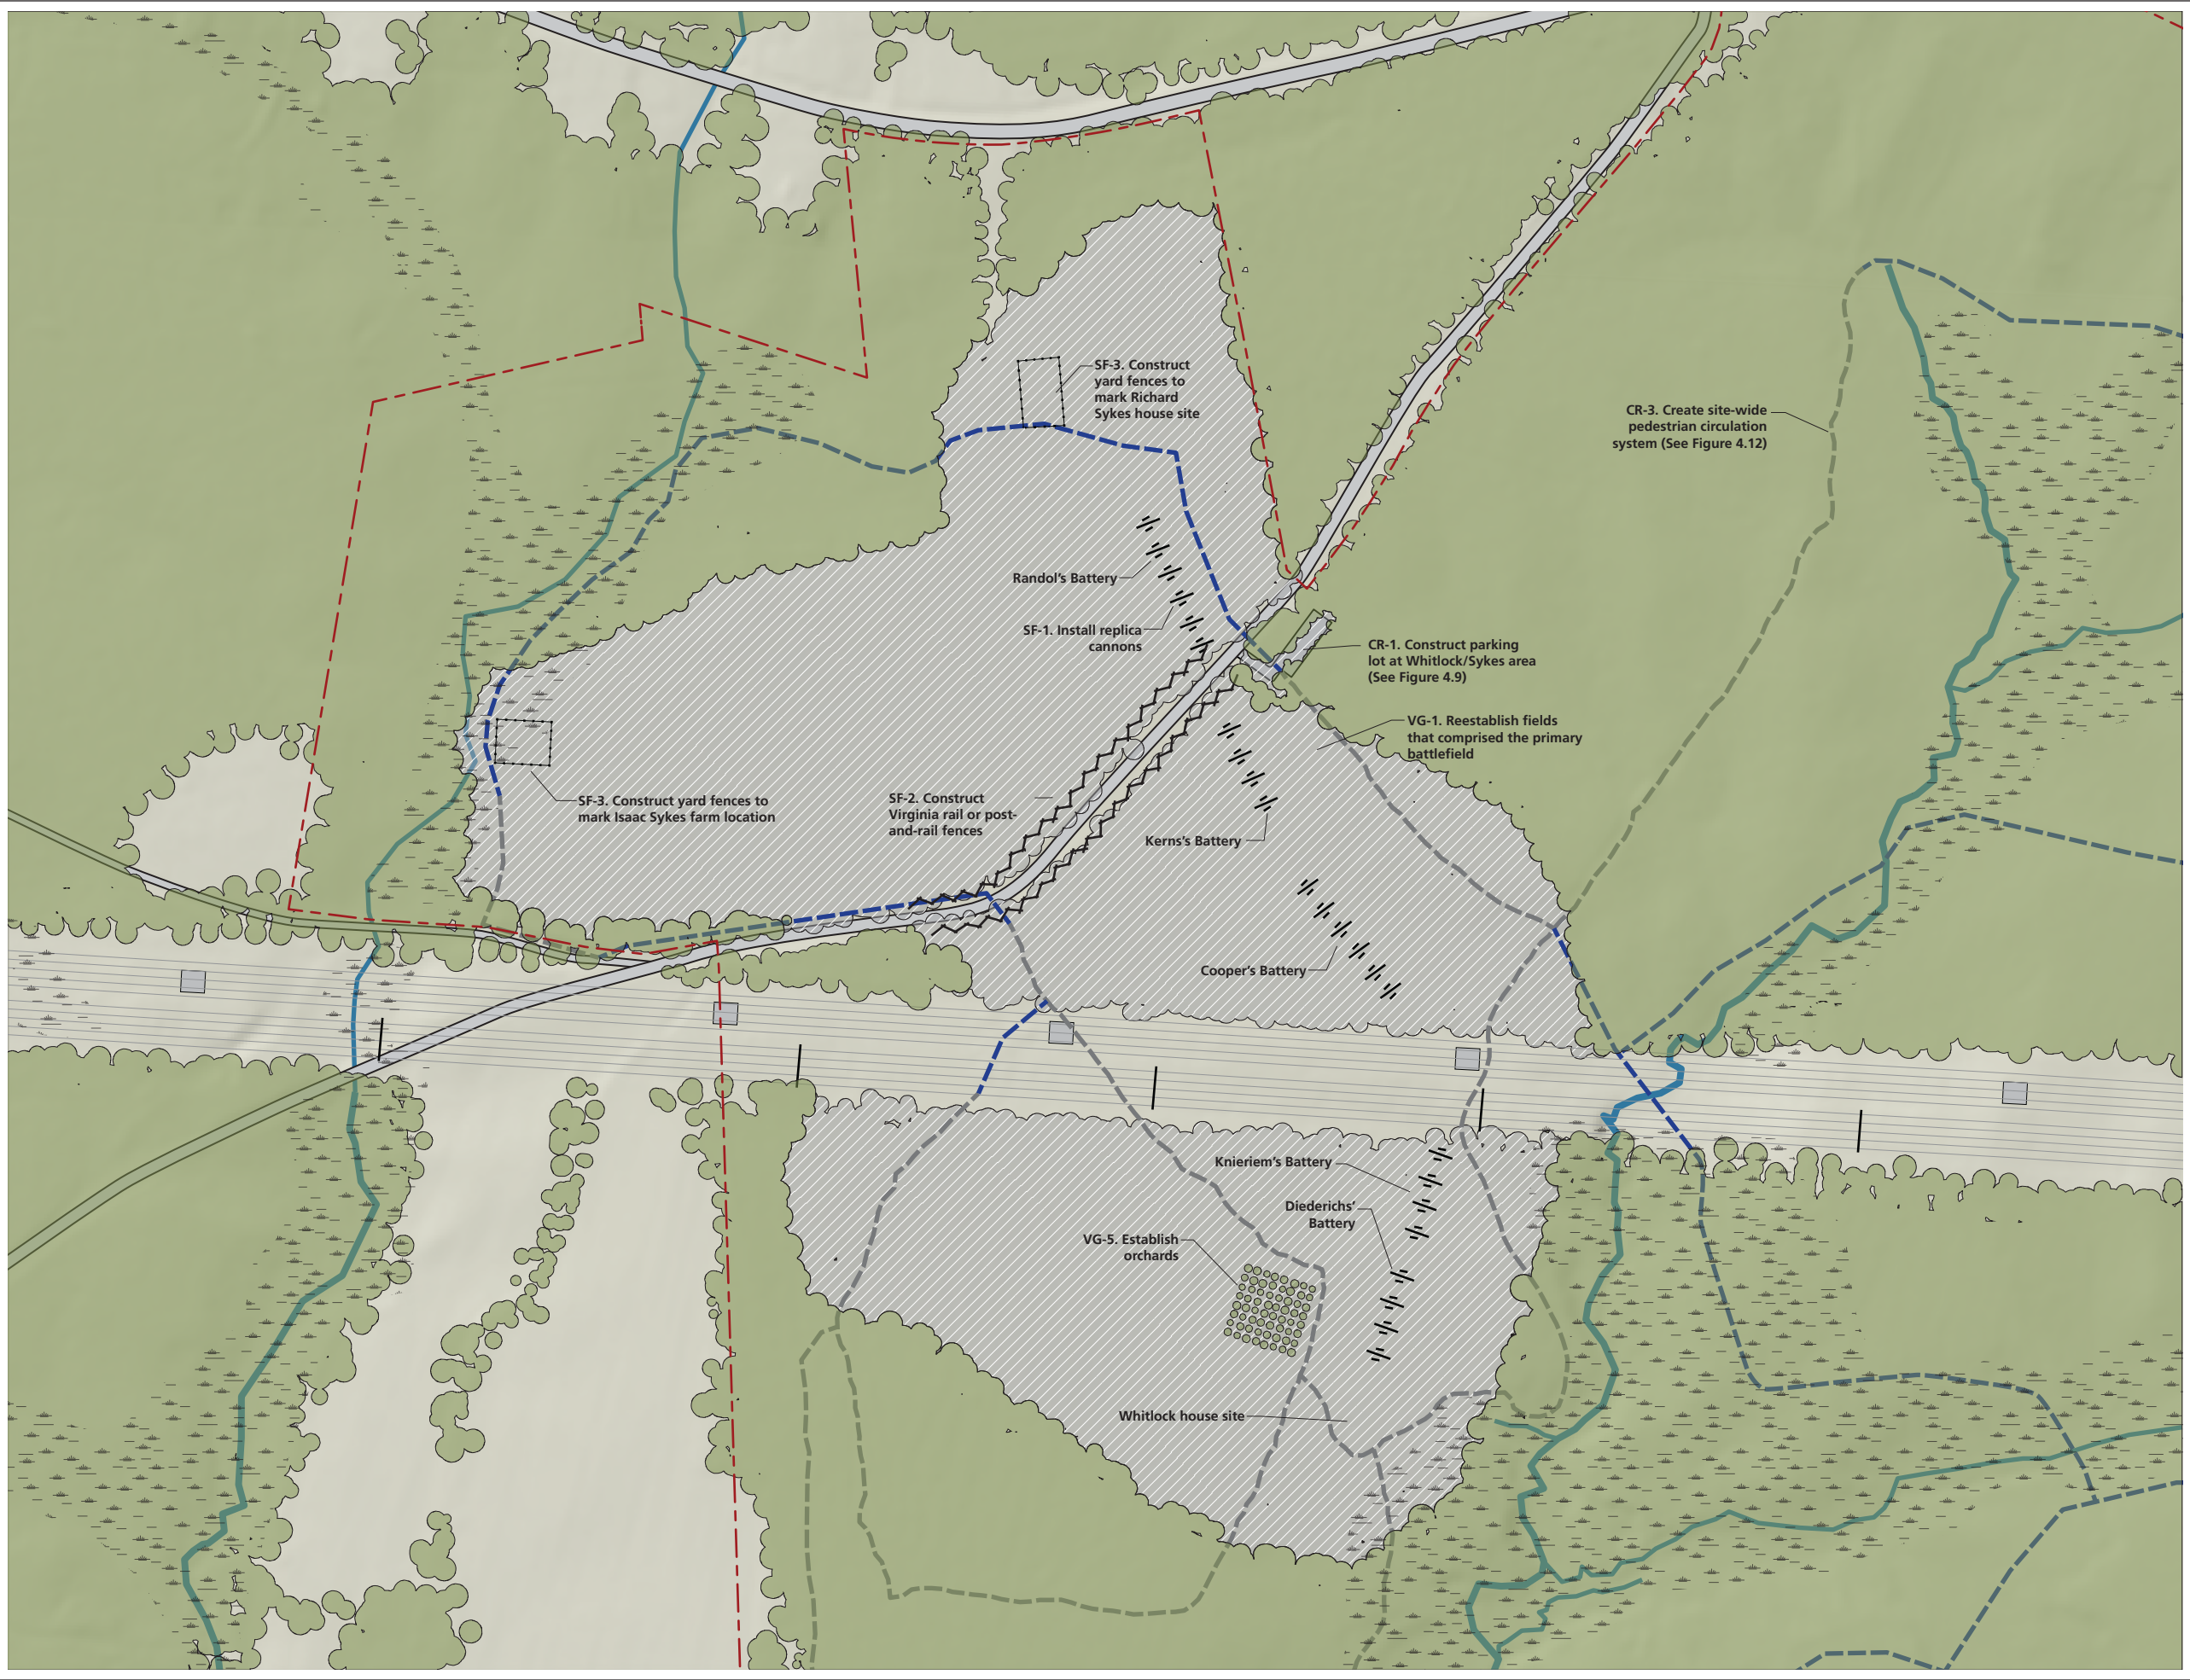 SF-3. Construct
yard fences to
mark Richard
Sykes house site
CR-3. Create site-wide
pedestrian circulation
system (See Figure 4.12)
Randol’s Battery
SF-1. Install replica
cannons
CR-1. Construct parking
lot at Whitlock/Sykes area
(See Figure 4.9)
VG-1. Reestablish fields
that comprised the primary
battlefield
SF-3. Construct yard fences to
mark Isaac Sykes farm location
SF-2. Construct
Virginia rail or post-
and-rail fences
Kerns’s Battery
Cooper’s Battery
Knieriem’s Battery
Diederichs’
Battery
VG-5. Establish
orchards
Whitlock house site